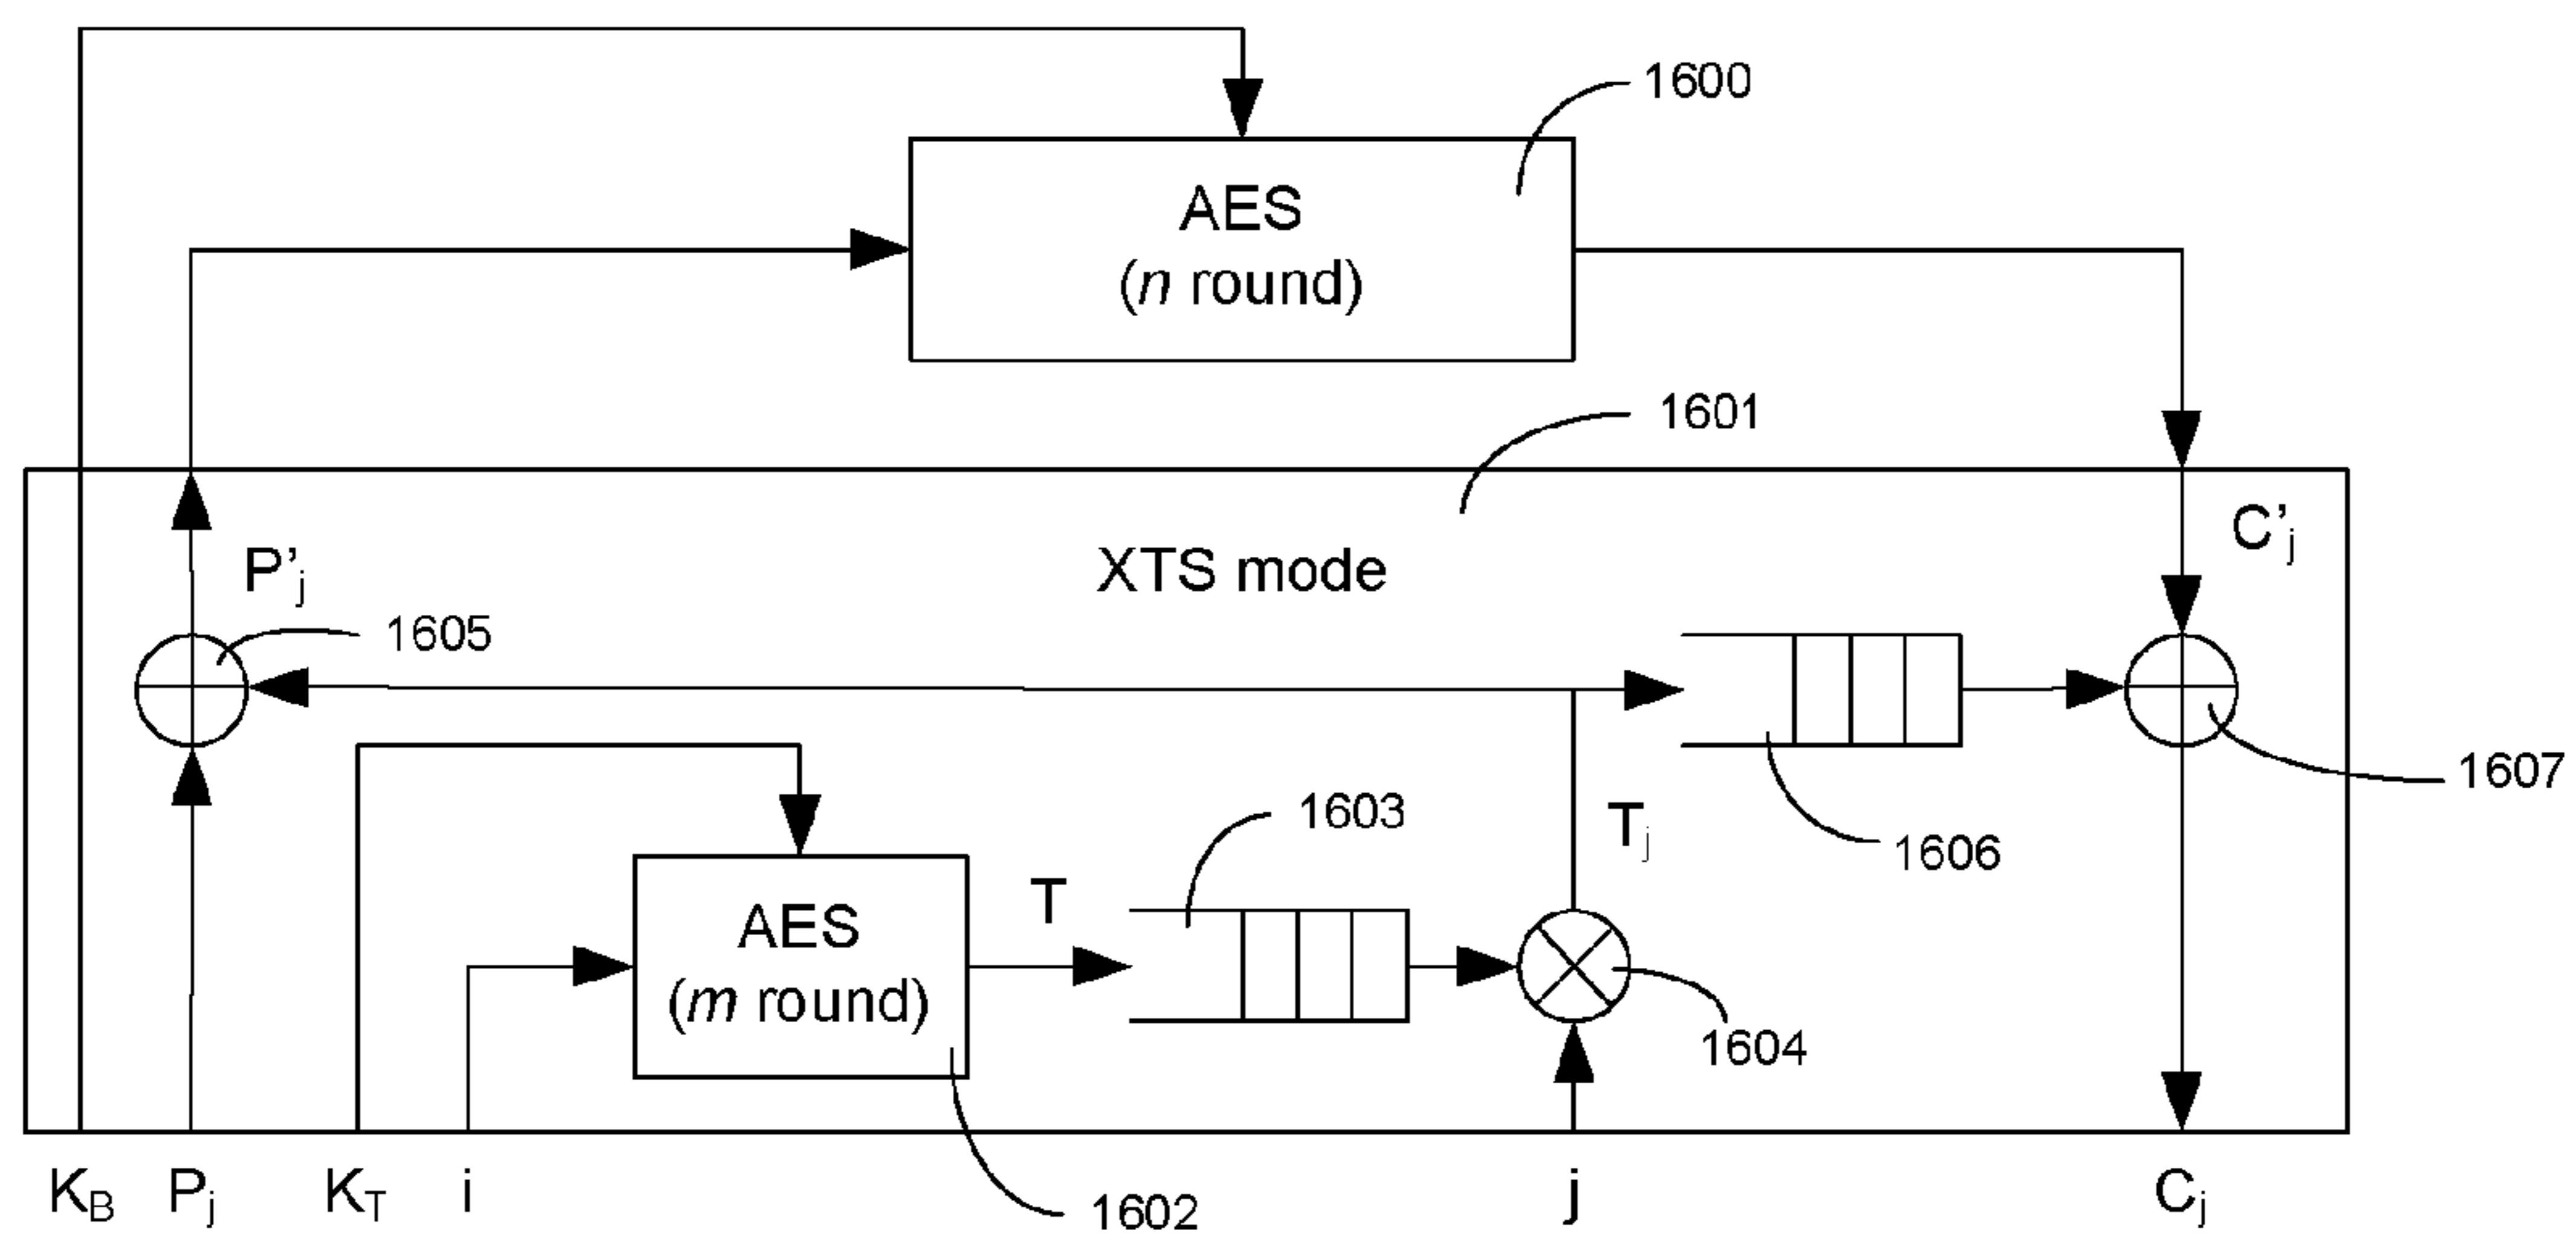 1600
AES
(n round)
1601
XTS mode
P’j
C’j
1605
1607
1603
Tj
1606
T
AES
(m round)
1604
1602
KB
Pj
KT
i
j
Cj